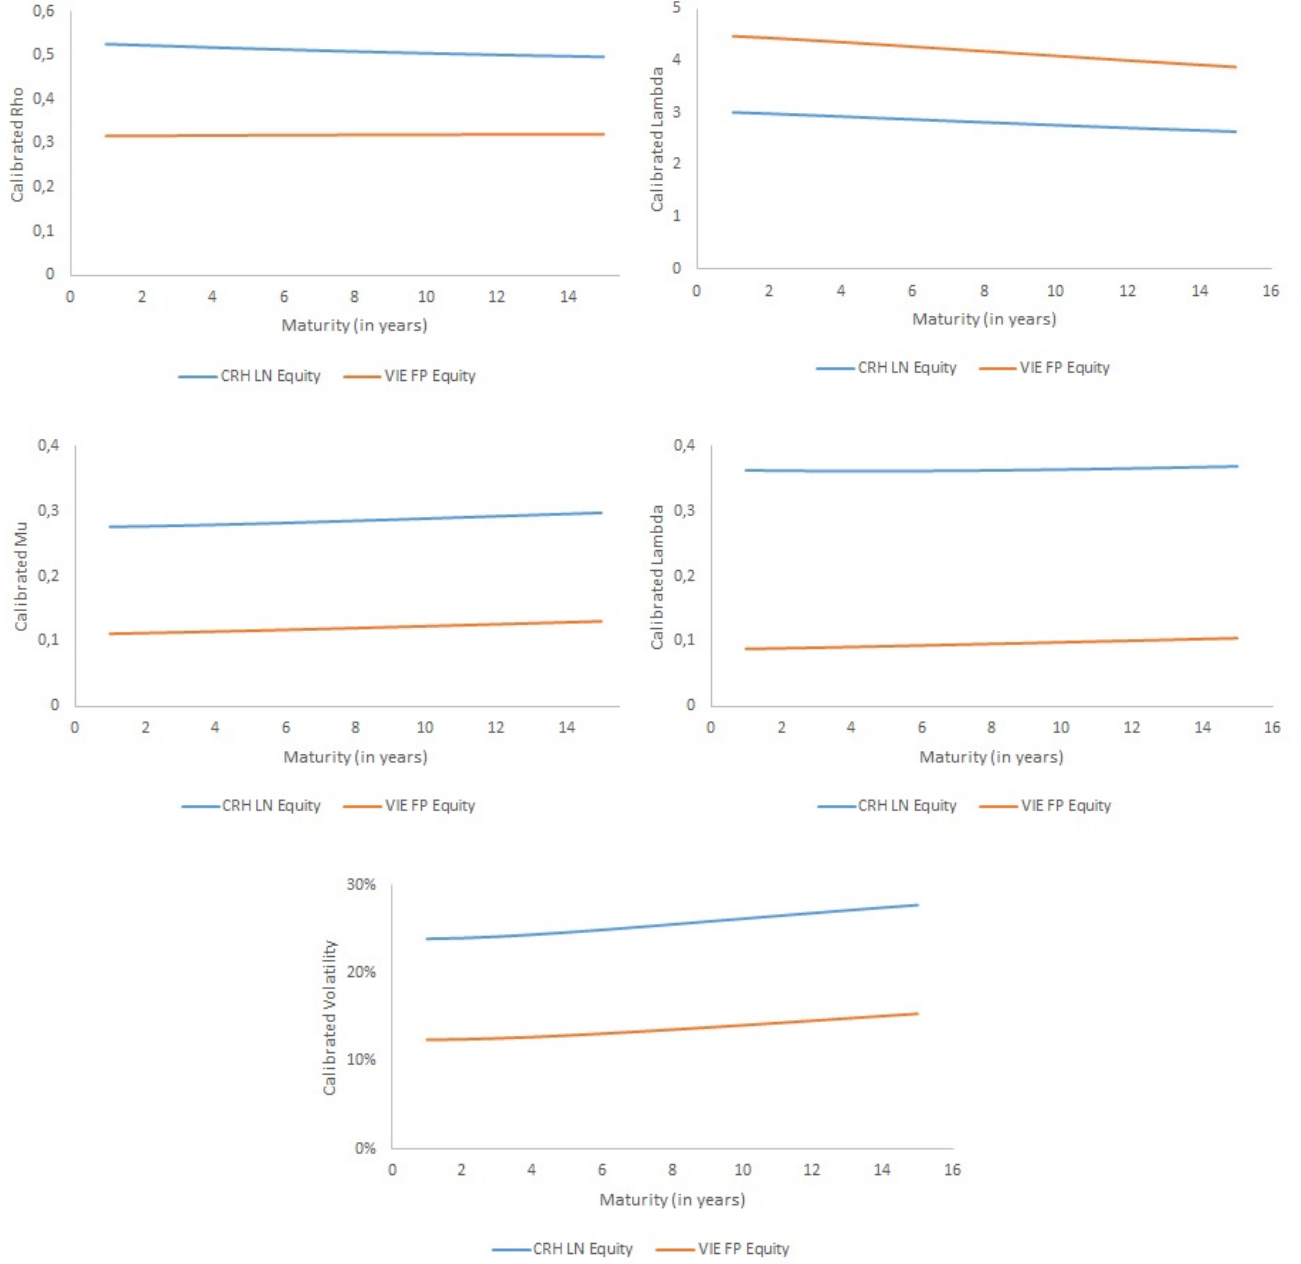 Calibrated Rho
0,6
0,5
0,4
0,3
0,2
0,1
0
0 2 4 6 8 10 12 14
Maturity (in years)
CRH LN Equity VIE FP Equity
Calibrated Lambda
5
4
3
2
1
0
0 2 4 6 8 10 12 14 16
Maturity (in years)
CRH LN Equity VIE FP Equity
Calibrated Mu
0,4
0,3
0,2
0,1
0
0 2 4 6 8 10 12 14
Maturity (in years)
CRH LN Equity VIE FP Equity
Calibrated Lambda
0,4
0,3
0,2
0,1
0
0 2 4 6 8 10 12 14 16
Maturity (in years)
CRH LN Equity VIE FP Equity
Calibrated Volatility
30%
20%
10%
0%
0 2 4 6 8 10 12 14 16
Maturity (in years)
CRH LN Equity VIE FP Equity